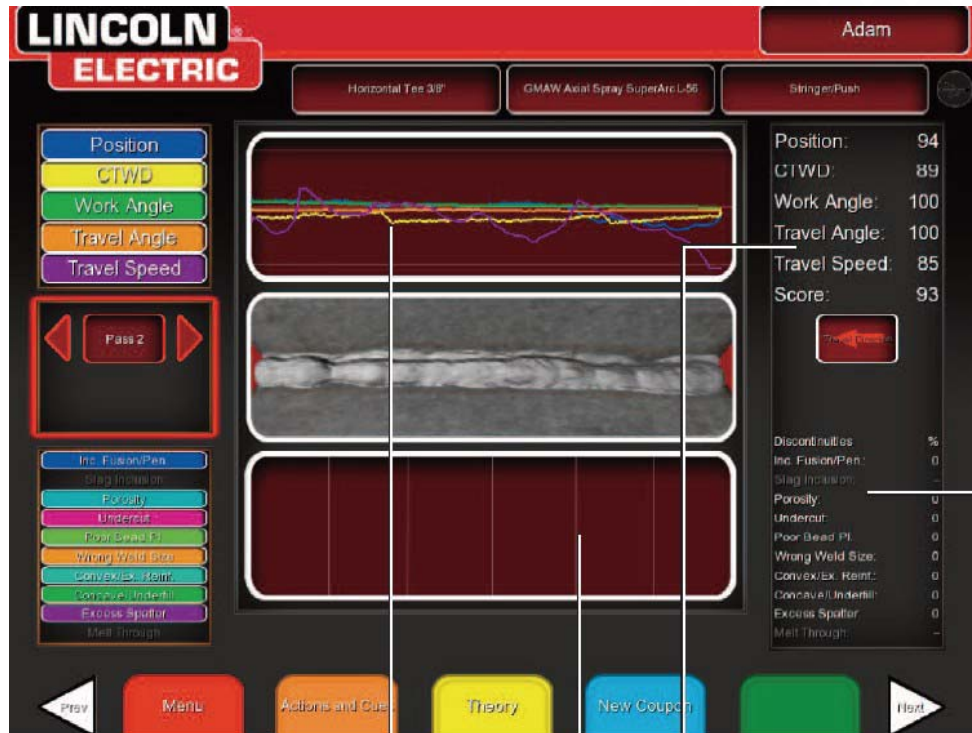 LINCOLN
ELECTRIC
Adam
Horizontal Tee 3/8"
GMAW Axial Spray SuperArc L-56
Stringer/Push
Position
CTWD
Work Angle
Travel Angle
Travel Speed
Pass 2
Position: 94
CTWD: 89
Work Angle: 100
Travel Angle: 100
Travel Speed: 85
Score: 93
Travel Direction
Inc. Fusion/Pen.
Slag Inclusion
Porosity
Undercut
Poor Bead Pl.
Wrong Weld Size
Convex/Ex. Reinf.
Concave/Underfill
Excess Spatter
Melt Through
Discontinuities %
Inc. Fusion/Pen.: 0
Slag Inclusion: –
Porosity: 0
Undercut: 0
Poor Bead Pl. 0
Wrong Weld Size: 0
Convex/Ex. Reinf.: 0
Concave/Underfill: 0
Excess Spatter 0
Melt Through: –
Prev
Menu
Actions and Cues
Theory
New Coupon
Next